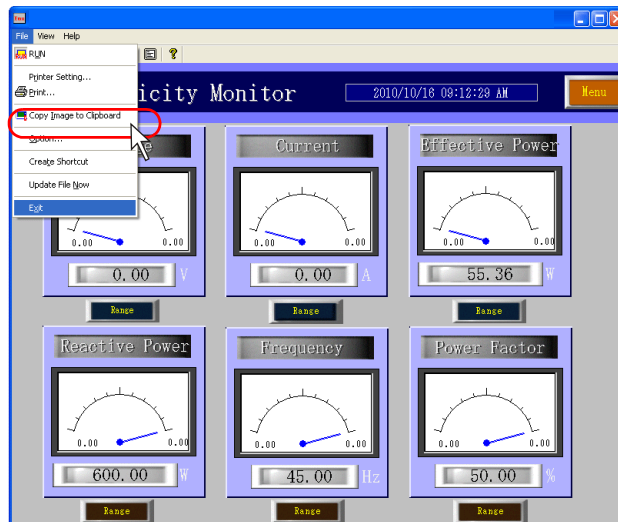 File View Help
RUN
Printer Setting...
Print...
Copy Image to Clipboard
Option...
Create Shortcut
Update File Now
Exit
icity Monitor
2010/10/16 09:12:29 AM
Menu
Current
Effective Power
0.00 0.00
0.00 0.00
0.00 0.00
0.00 V
0.00 A
55.36 W
Range
Range
Range
Reactive Power
Frequency
Power Factor
0.00 0.00
0.00 0.00
0.00 0.00
600.00 W
45.00 Hz
50.00 %
Range
Range
Range